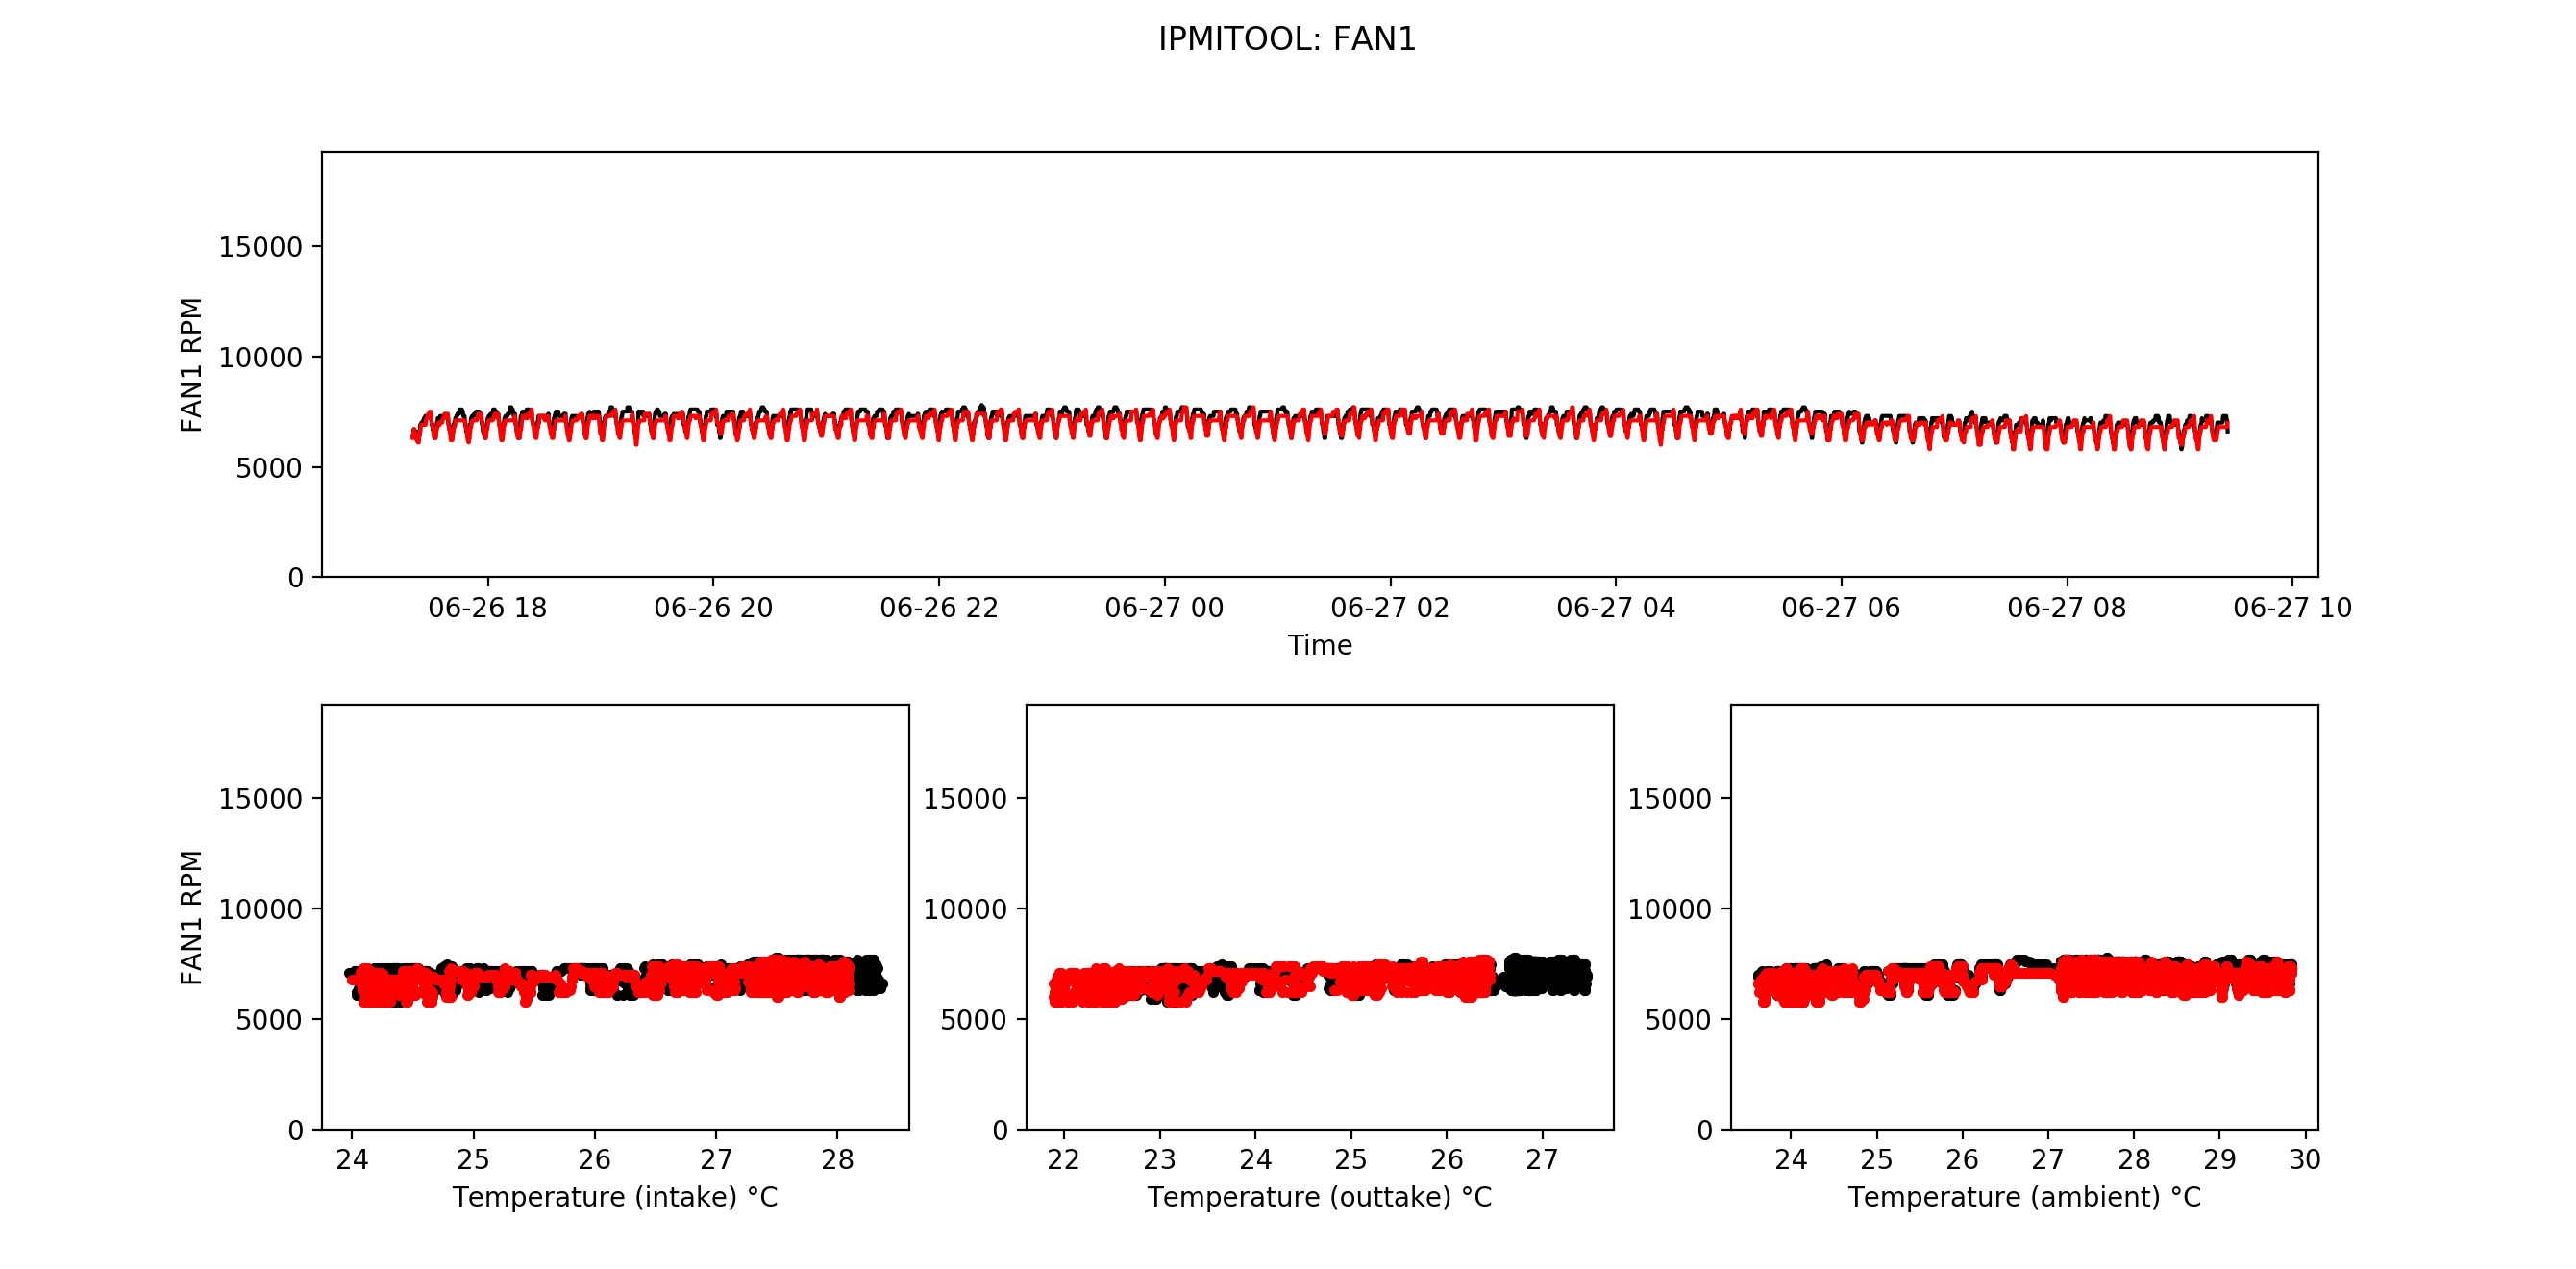 IPMITOOL: FAN1
FAN1 RPM
15000
10000
5000
0
06-26 18 06-26 20 06-26 22 06-27 00 06-27 02 06-27 04 06-27 06 06-27 08 06-27 10
Time
FAN1 RPM
15000
10000
5000
0
24 25 26 27 28
Temperature (intake) °C
15000
10000
5000
0
22 23 24 25 26 27
Temperature (outtake) °C
15000
10000
5000
0
24 25 26 27 28 29 30
Temperature (ambient) °C